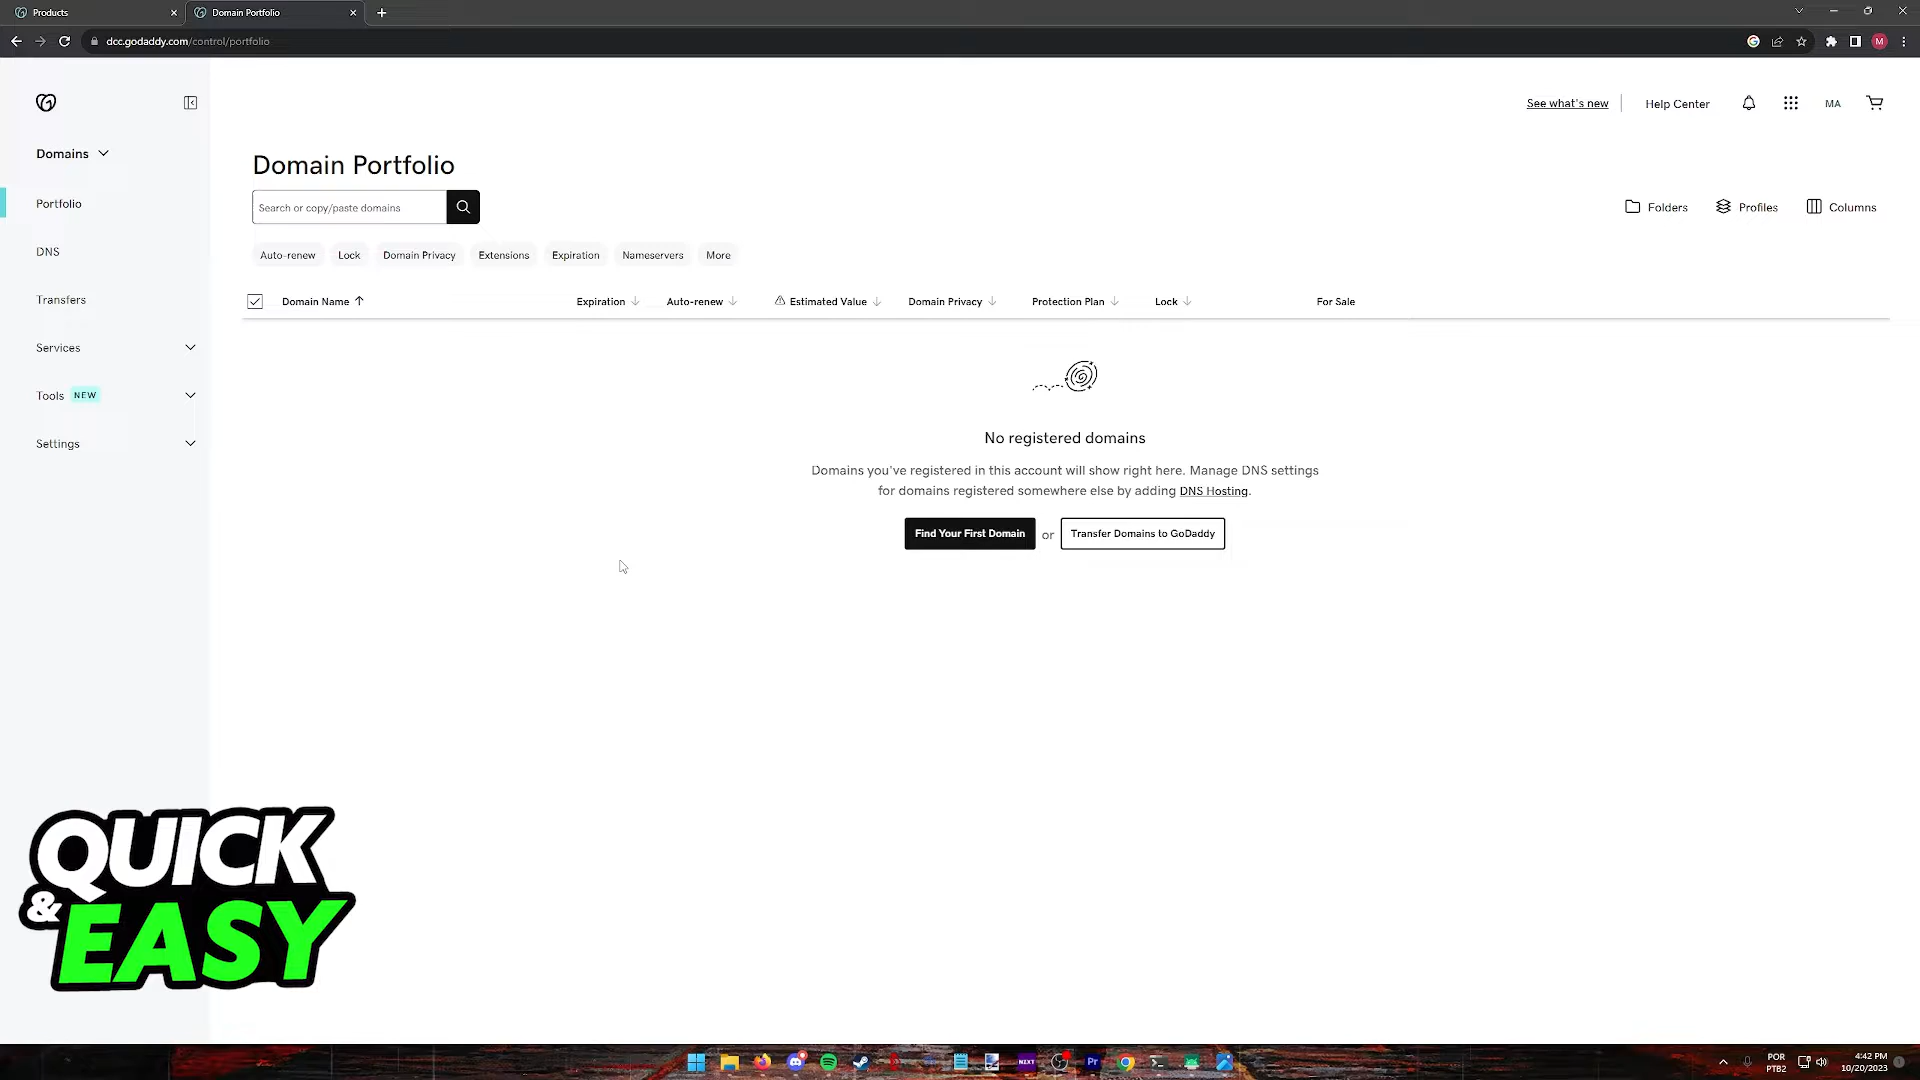 Products
Domain Portfolio
dcc.godaddy.com/control/portfolio
M
See what's new
Help Center
MA
Domains
Domain Portfolio
Portfolio
Search or copy/paste domains
Folders
Profiles
Columns
DNS
Auto-renew
Lock
Domain Privacy
Extensions
Expiration
Nameservers
More
Transfers
Domain Name
Expiration
Auto-renew
Estimated Value
Domain Privacy
Protection Plan
Lock
For Sale
Services
Tools NEW
Settings
No registered domains
Domains you've registered in this account will show right here. Manage DNS settings
for domains registered somewhere else by adding DNS Hosting.
Find Your First Domain
or
Transfer Domains to GoDaddy
QUICK
& EASY
NEXT
Pr
POR
PTB2
4:42 PM
10/20/2023
1